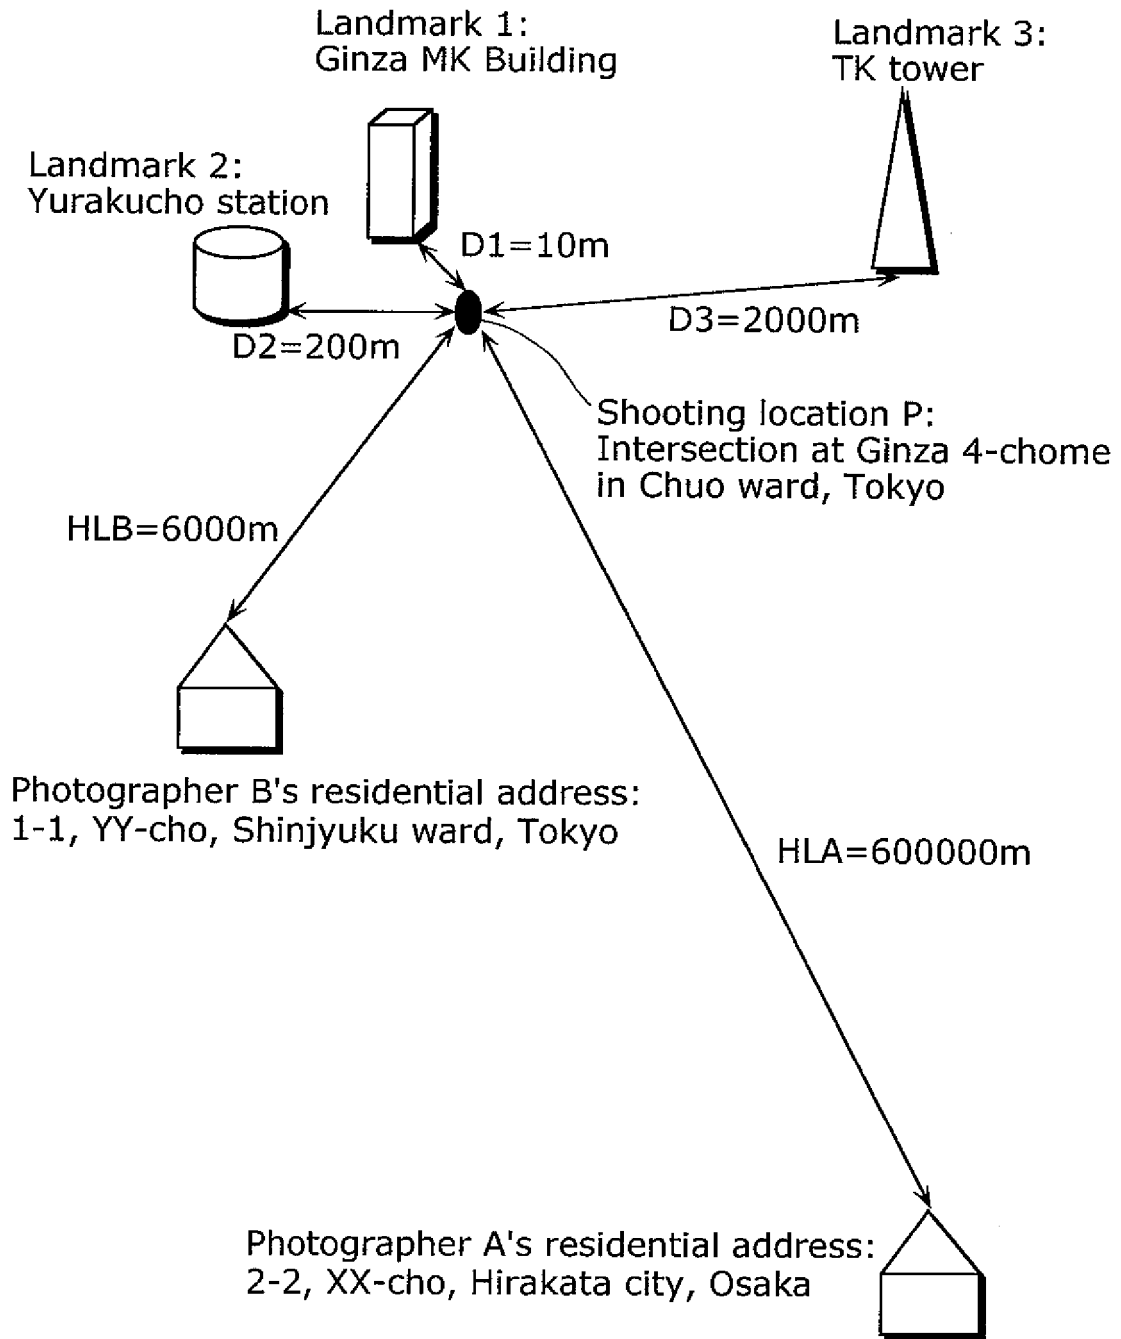 Landmark 1:
Ginza MK Building
Landmark 3:
TK tower
Landmark 2:
Yurakucho station
D1=10m
D2=200m
D3=2000m
Shooting location P:
Intersection at Ginza 4-chome
in Chuo ward, Tokyo
HLB=6000m
Photographer B's residential address:
1-1, YY-cho, Shinjyuku ward, Tokyo
HLA=600000m
Photographer A's residential address:
2-2, XX-cho, Hirakata city, Osaka